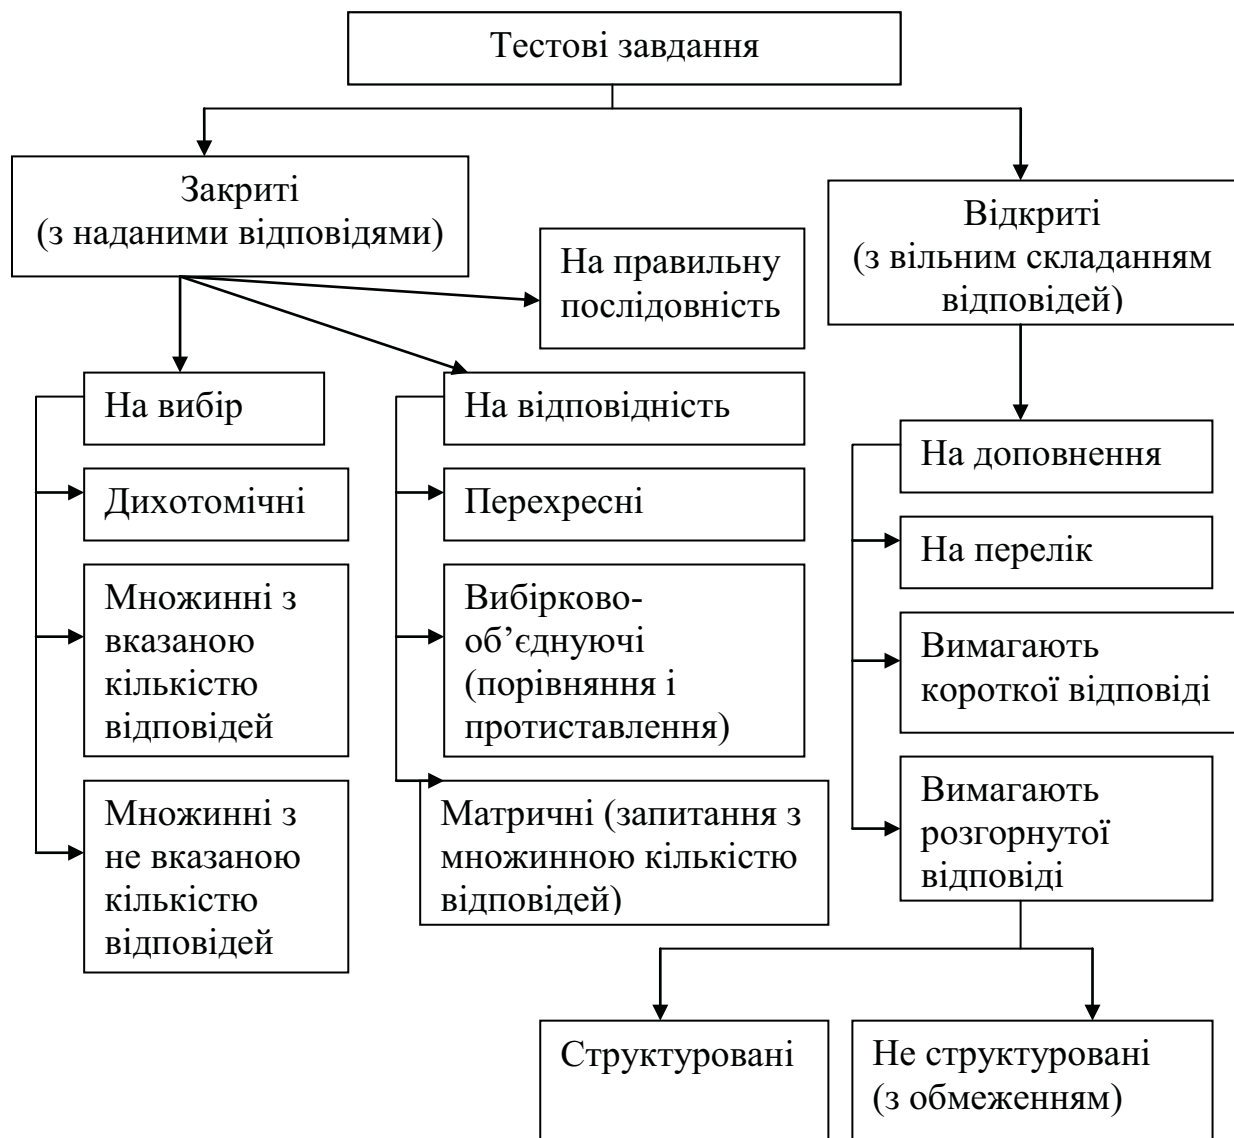 Тестові завдання
Закриті
(з наданими відповідями)
На правильну
послідовність
Відкриті
(з вільним складанням
відповідей)
На вибір
Дихотомічні
Множинні з
вказаною
кількістю
відповідей
Множинні з
не вказаною
кількістю
відповідей
На відповідність
Перехресні
Вибірково-
об’єднуючі
(порівняння і
протиставлення)
Матричні (запитання з
множинною кількістю
відповідей)
На доповнення
На перелік
Вимагають
короткої відповіді
Вимагають
розгорнутої
відповіді
Структуровані
Не структуровані
(з обмеженням)